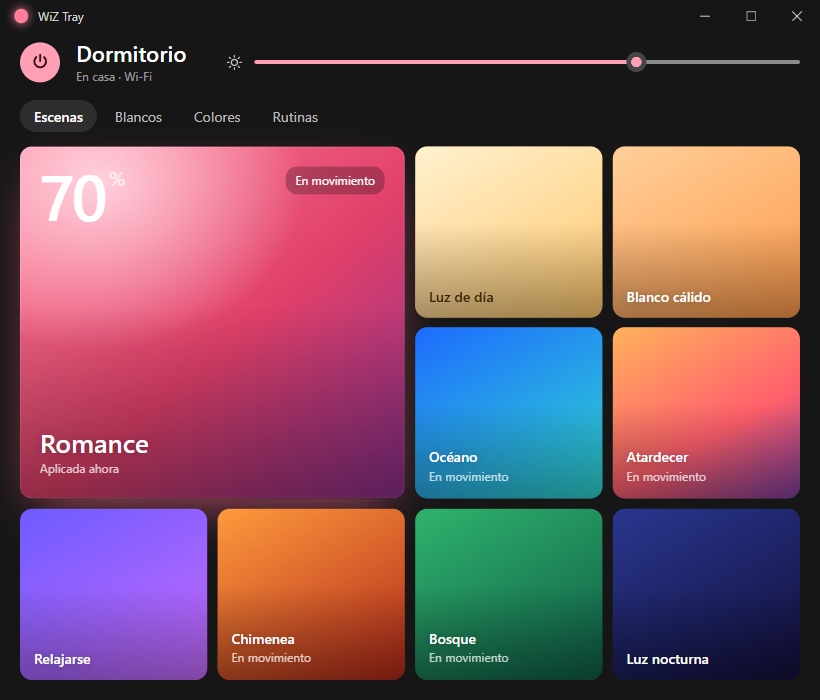 WiZ Tray
Dormitorio
En casa · Wi-Fi
Escenas
Blancos
Colores
Rutinas
70%
En movimiento
Romance
Aplicada ahora
Luz de día
Blanco cálido
Océano
En movimiento
Atardecer
En movimiento
Relajarse
Chimenea
En movimiento
Bosque
En movimiento
Luz nocturna